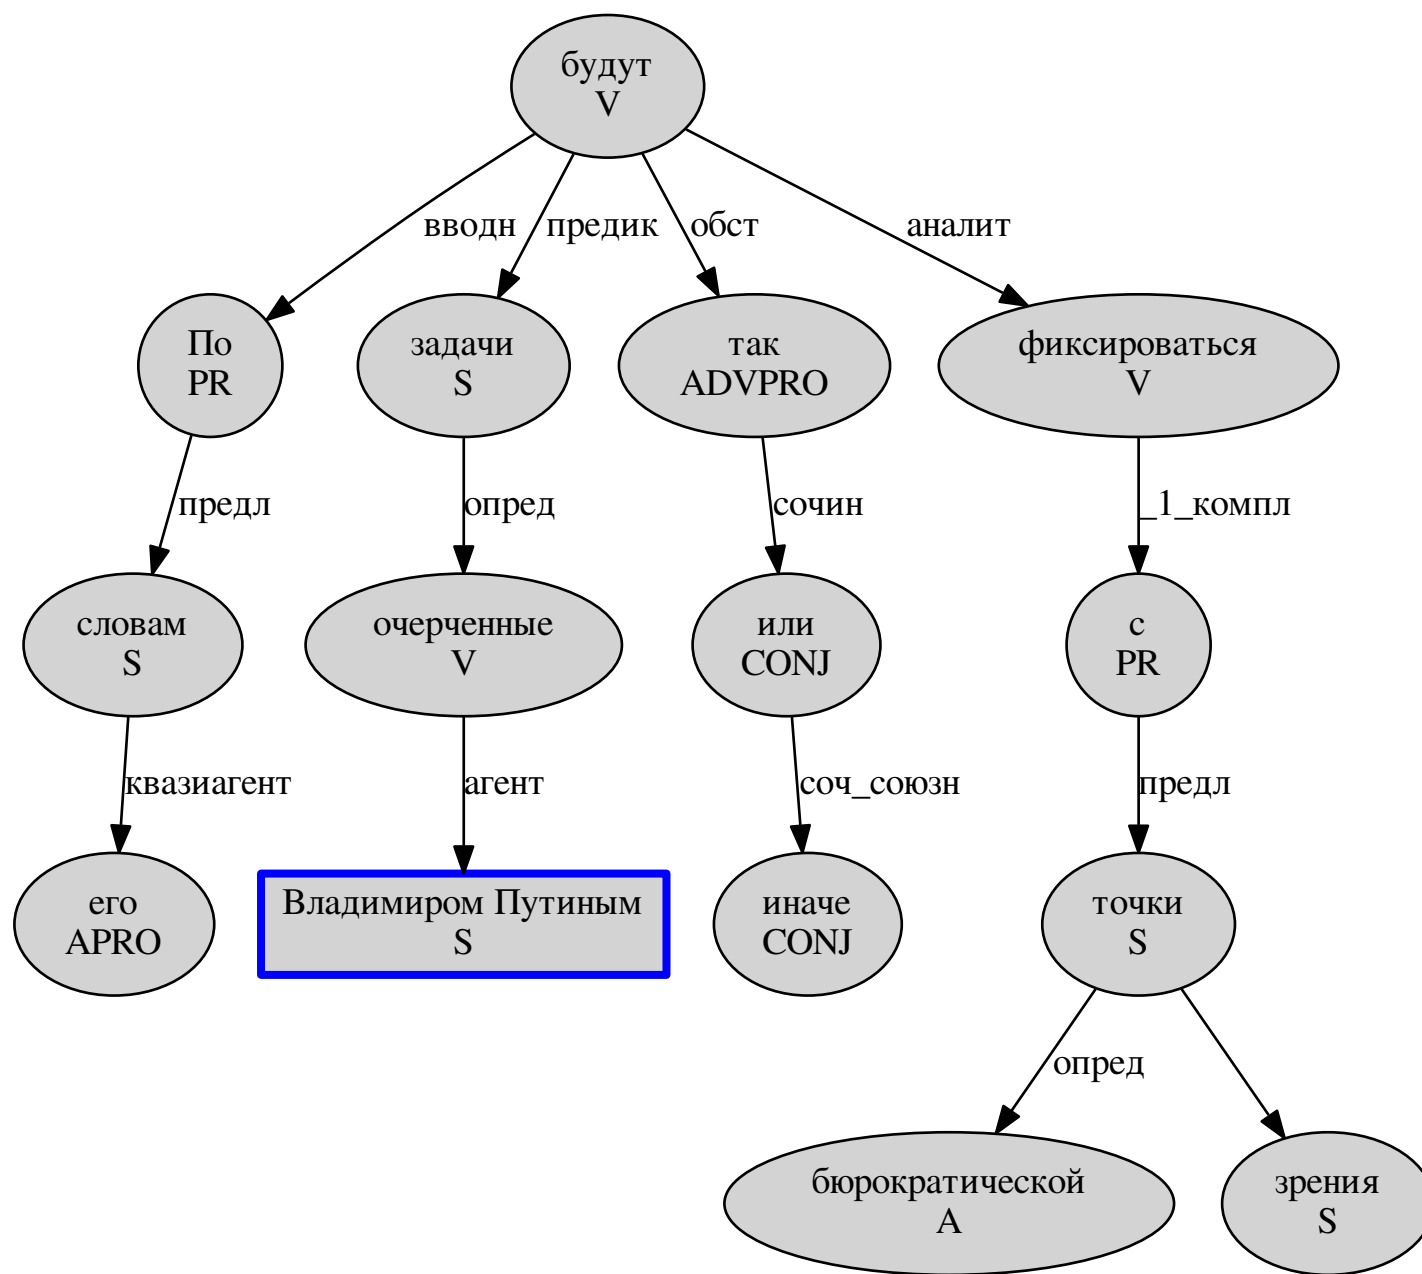 будут
V
вводн
предик
обст
аналит
По
PR
задачи
S
так
ADVPRO
фиксироваться
V
предл
опред
сочин
_1_компл
словам
S
очерченные
V
или
CONJ
с
PR
квазиагент
агент
соч_союзн
предл
его
APRO
Владимиром Путиным
S
иначе
CONJ
точки
S
опред
бюрократической
A
зрения
S